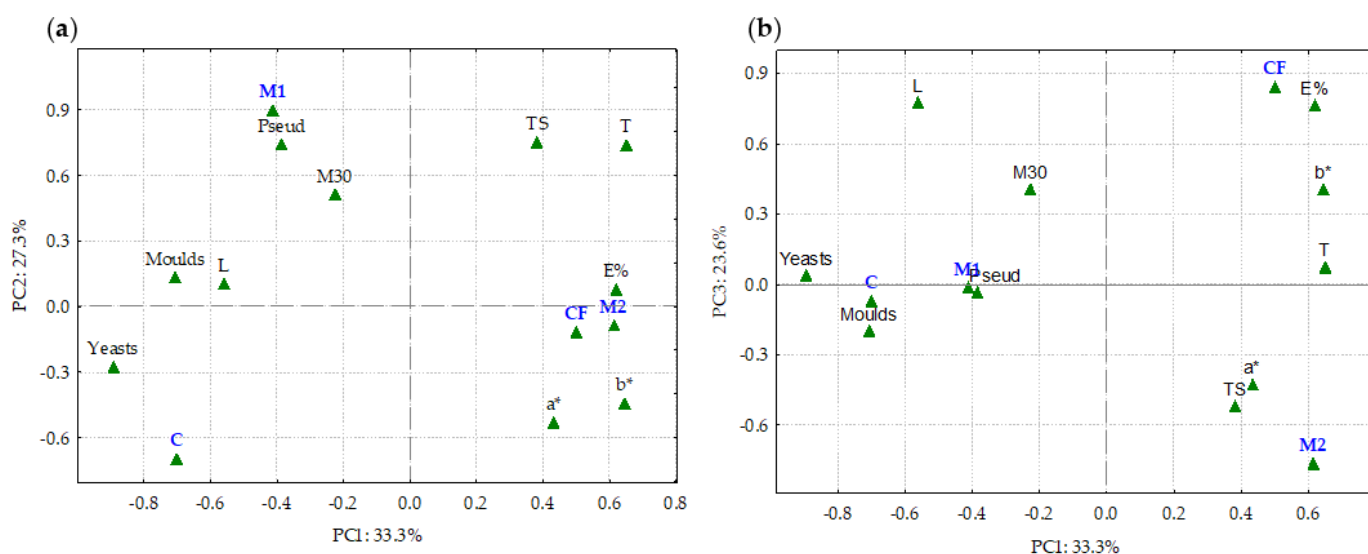 (a)
M1
Pseud
TS
T
M30
Moulds
L
E%
CF
M2
Yeasts
b*
a*
C
0.9
0.6
0.3
0.0
-0.3
-0.6
-0.8
-0.6
-0.4
-0.2
0.0
0.2
0.4
0.6
0.8
PC2: 27.3%
PC1: 33.3%
(b)
CF
L
E%
M30
b*
Yeasts
C
M1
Pseud
T
Moulds
a*
TS
M2
0.9
0.6
0.3
0.0
-0.3
-0.6
-0.8
-0.6
-0.4
-0.2
0.0
0.2
0.4
0.6
PC3: 23.6%
PC1: 33.3%